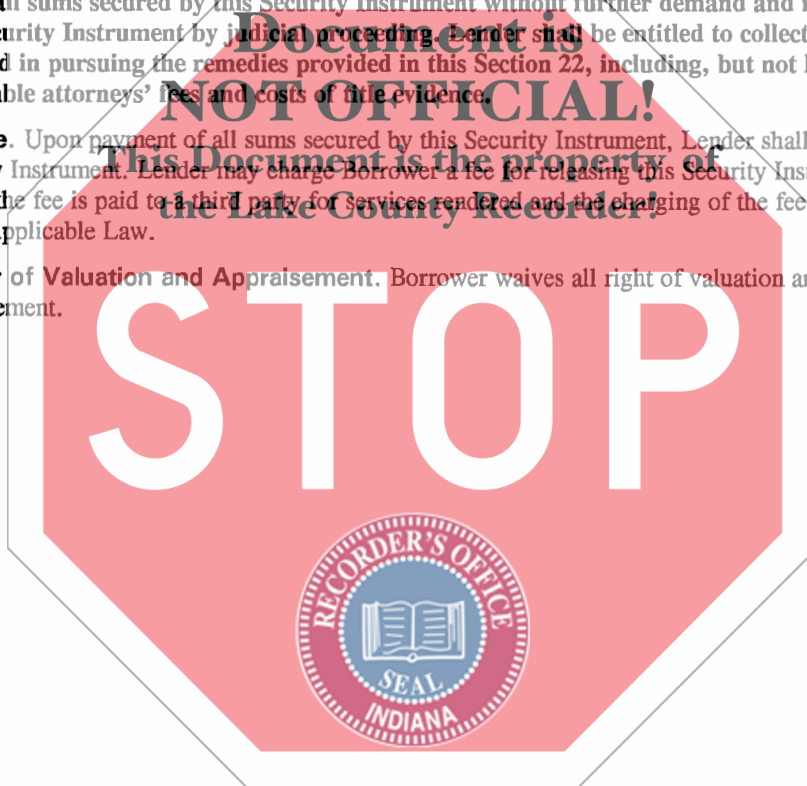 all sums secured by this Security Instrument without further demand and
Document is
urity Instrument by judicial proceeding. Lender shall be entitled to collect
d in pursuing the remedies provided in this Section 22, including, but not
NOT OFFICIAL!
ble attorneys' fees and costs of title evidence.
e. Upon payment of all sums secured by this Security Instrument, Lender shall
This Document is the property of
Instrument. Lender may charge Borrower a fee for releasing this Security Ins
the fee is paid to a third party for services rendered and the charging of the fee
the Lake County Recorder!
pplicable Law.
of Valuation and Appraisement. Borrower waives all right of valuation a
ement.
STOP
RECORDER'S OFFICE
SEAL
INDIANA